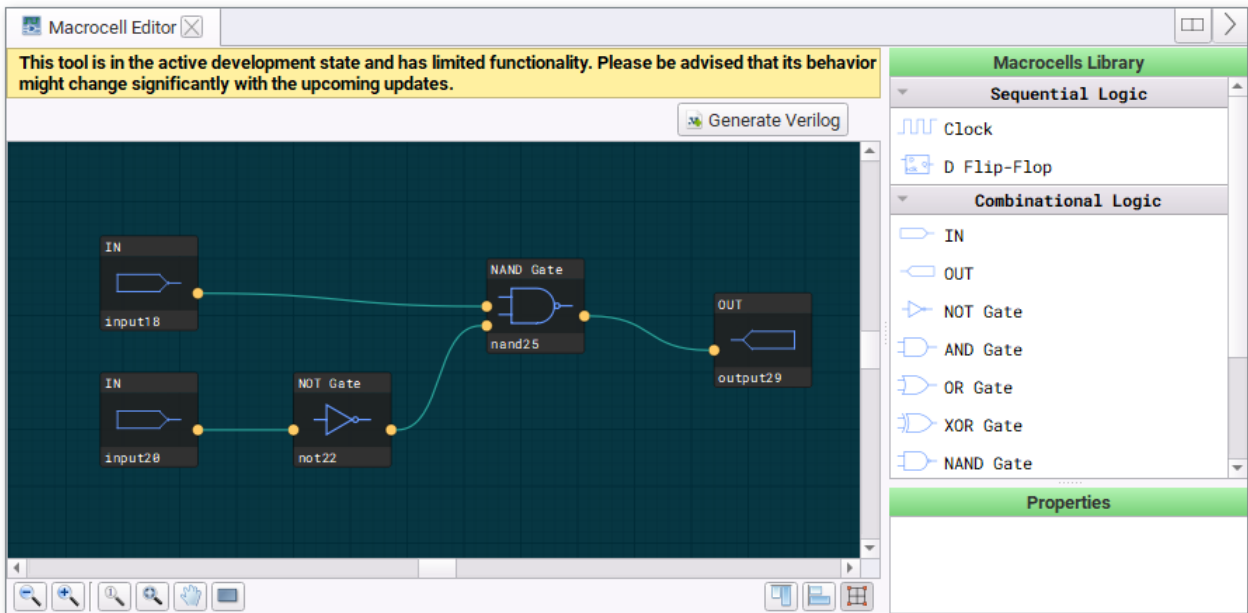 Macrocell Editor
This tool is in the active development state and has limited functionality. Please be advised that its behavior
might change significantly with the upcoming updates.
Generate Verilog
IN
input18
IN
input20
NOT Gate
not22
NAND Gate
nand25
OUT
output29
Macrocells Library
Sequential Logic
Clock
D Flip-Flop
Combinational Logic
IN
OUT
NOT Gate
AND Gate
OR Gate
XOR Gate
NAND Gate
Properties